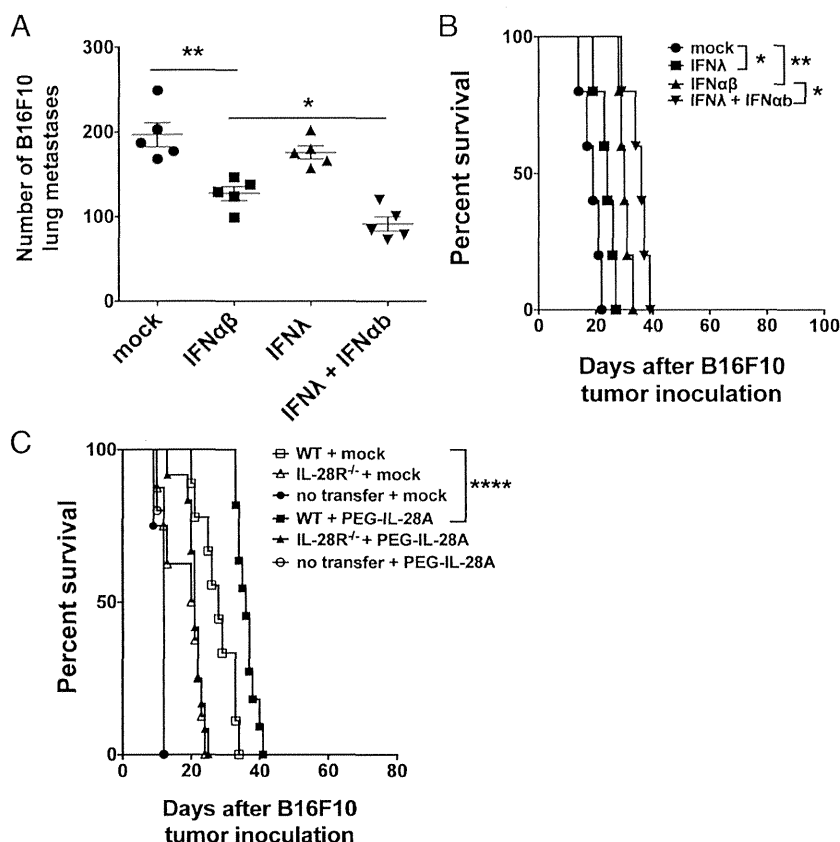 A
Number of B16F10
lung metastases
300
200
100
0
**
*
mock
IFNαβ
IFNλ
IFNλ + IFNαb
B
Percent survival
100
50
0
mock
IFNλ
IFNαβ
IFNλ + IFNαb
*
**
*
0 20 40 60 80 100
Days after B16F10
tumor inoculation
C
Percent survival
100
50
0
WT + mock
IL-28R-/- + mock
no transfer + mock
WT + PEG-IL-28A
IL-28R-/- + PEG-IL-28A
no transfer + PEG-IL-28A
****
0 20 40 60 80
Days after B16F10
tumor inoculation